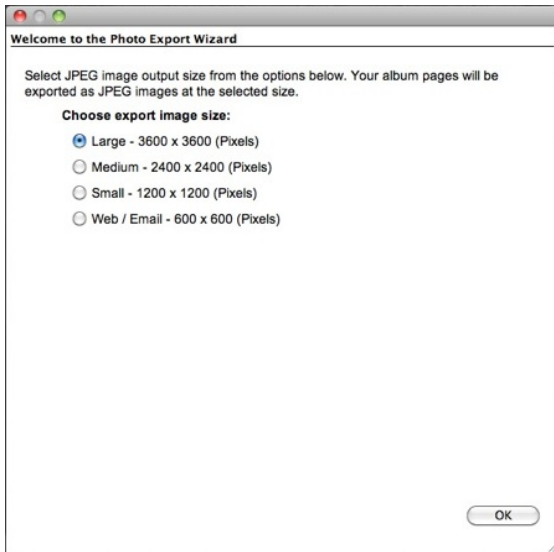 Welcome to the Photo Export Wizard
Select JPEG image output size from the options below. Your album pages will be
exported as JPEG images at the selected size.
Choose export image size:
Large - 3600 x 3600 (Pixels)
Medium - 2400 x 2400 (Pixels)
Small - 1200 x 1200 (Pixels)
Web / Email - 600 x 600 (Pixels)
OK